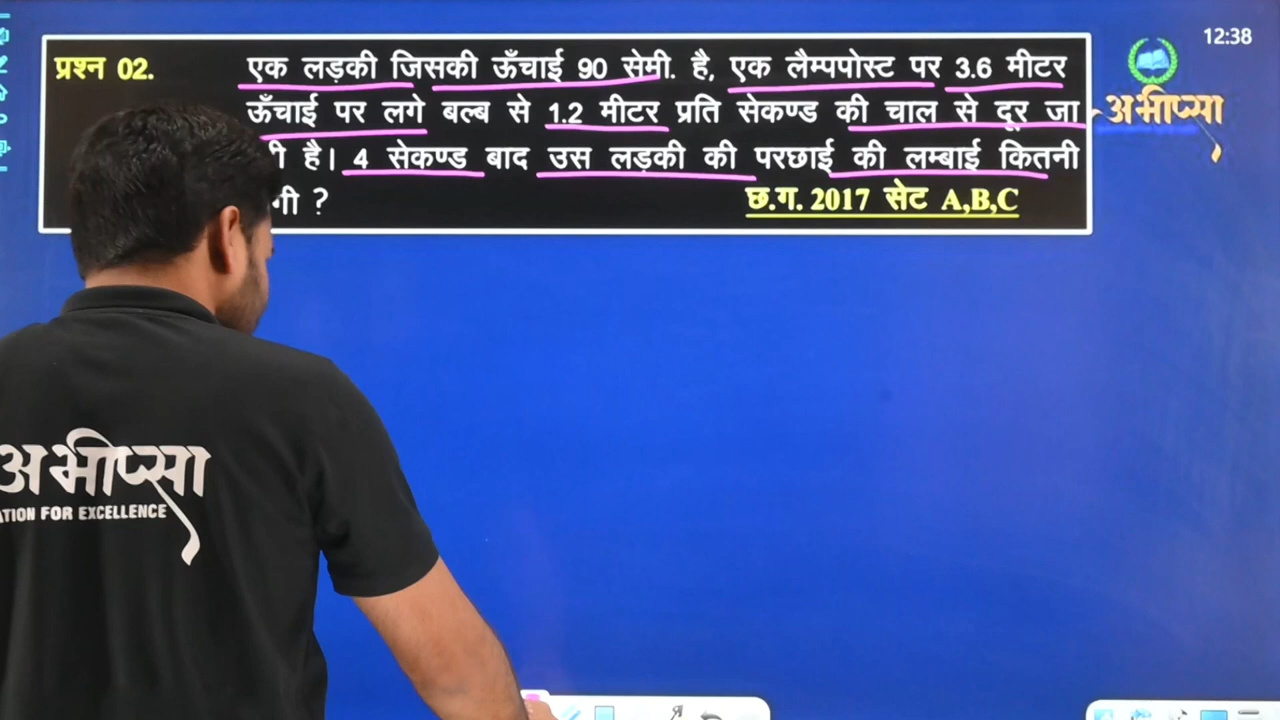 12:38
प्रश्न 02. एक लड़की जिसकी ऊँचाई 90 सेमी. है, एक लैम्पपोस्ट पर 3.6 मीटर
ऊँचाई पर लगे बल्ब से 1.2 मीटर प्रति सेकण्ड की चाल से दूर जा
है। 4 सेकण्ड बाद उस लड़की की परछाई की लम्बाई कितनी
?
छ.ग. 2017 सेट A,B,C
अभीप्सा
अभीप्सा
FOR EXCELLENCE